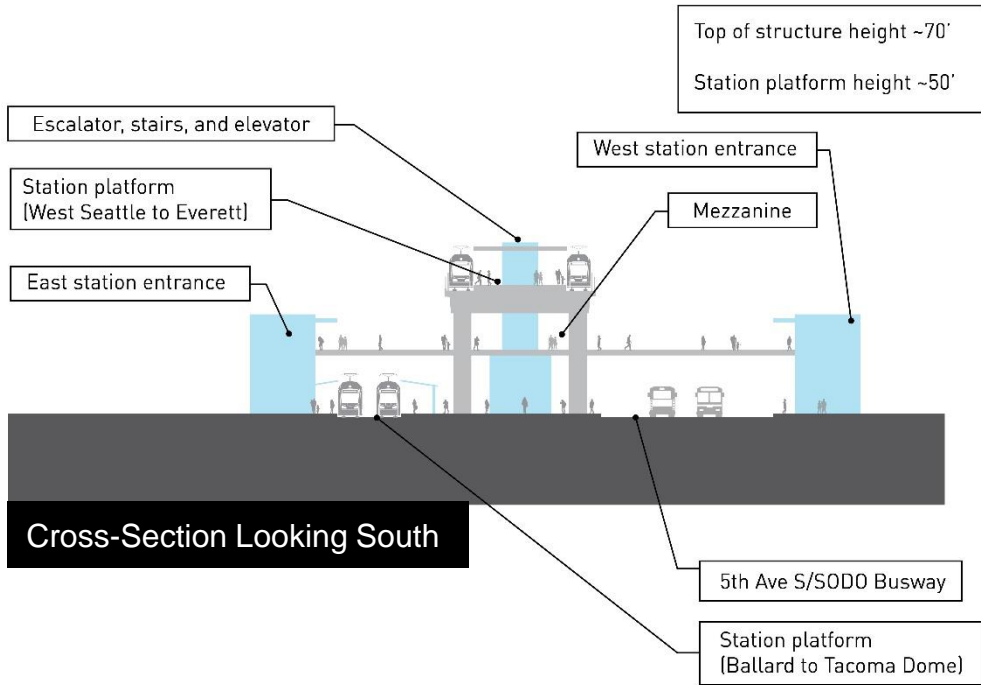 Top of structure height ~70'
Station platform height ~50'
Escalator, stairs, and elevator
West station entrance
Station platform
(West Seattle to Everett)
Mezzanine
East station entrance
Cross-Section Looking South
5th Ave S/SODO Busway
Station platform
(Ballard to Tacoma Dome)